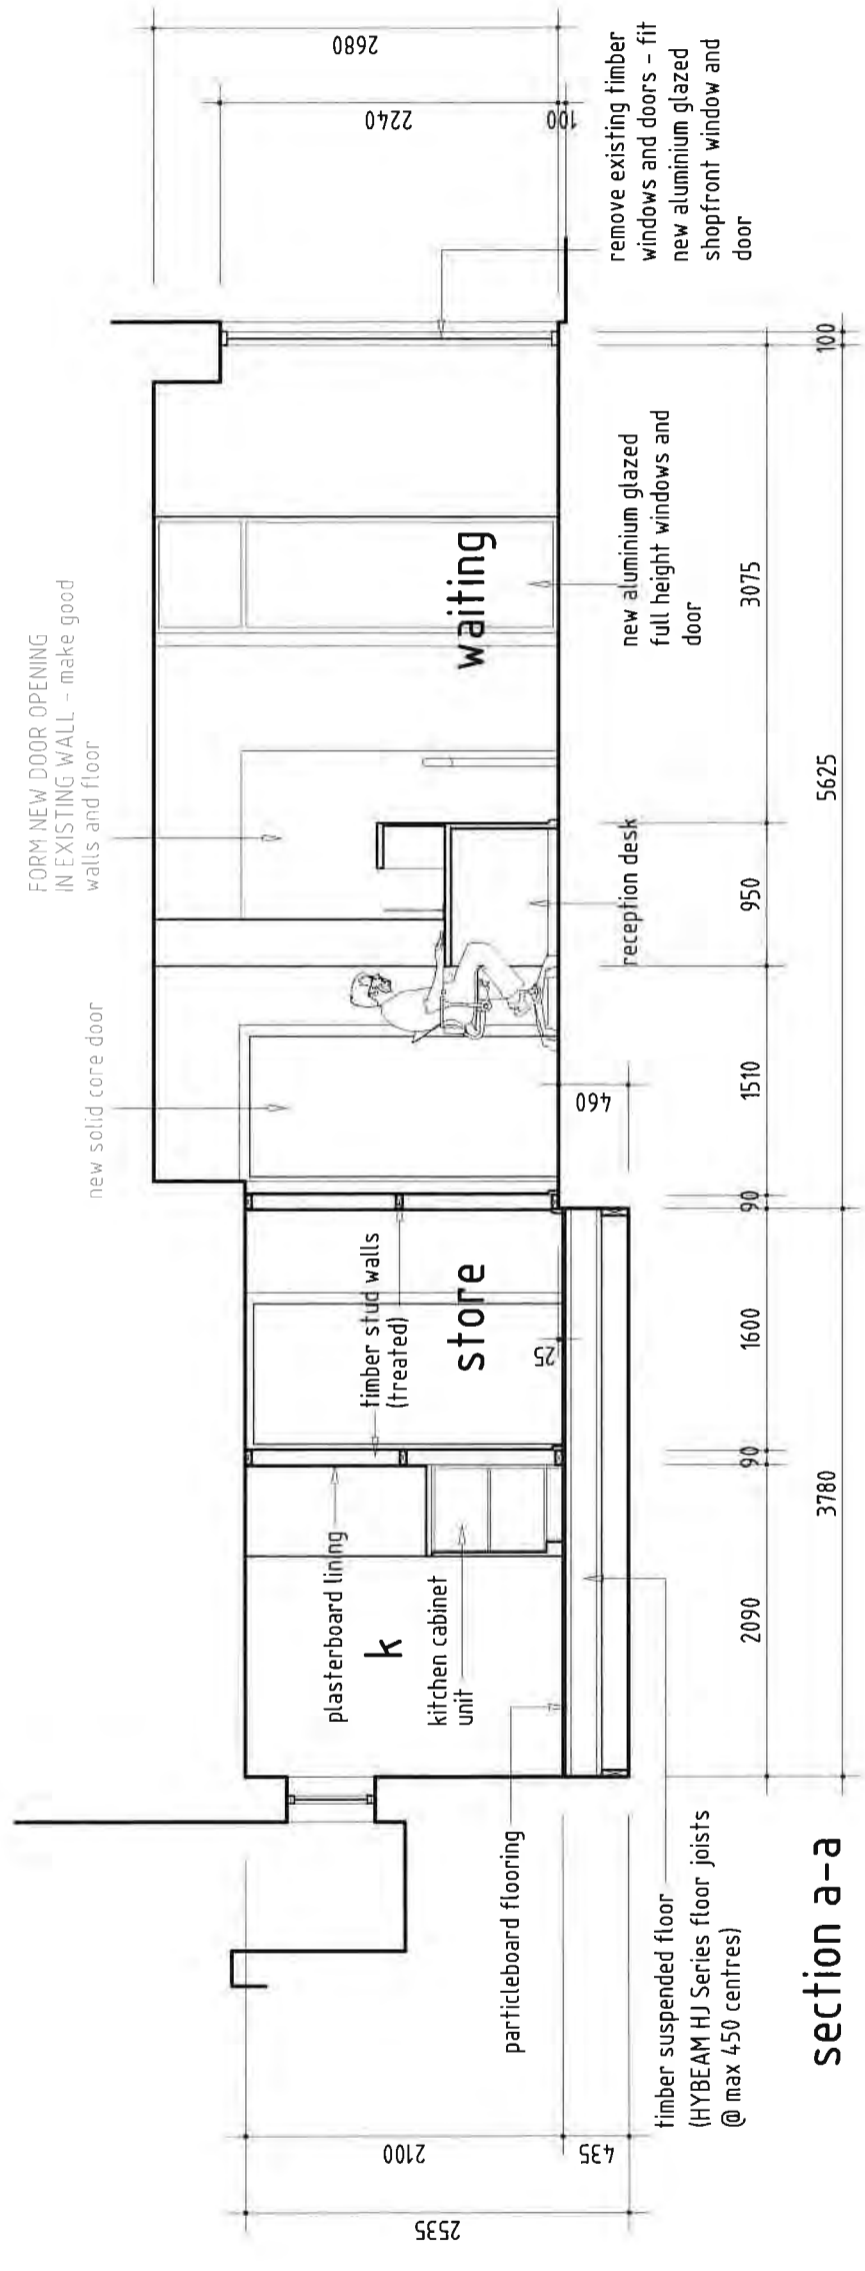 FORM NEW DOOR OPENING
IN EXISTING WALL - make good
walls and floor
new solid core door
2680
2240
100
remove existing timber
windows and doors - fit
new aluminium glazed
shopfront window and
door
waiting
new aluminium glazed
full height windows and
door
reception desk
460
timber stud walls
(treated)
store
25
plasterboard lining
k
kitchen cabinet
unit
particleboard flooring
timber suspended floor
(HYBEAM HJ Series floor joists
@ max 450 centres)
2100
435
2535
2090
90
1600
90
1510
950
3075
100
3780
5625
section a-a